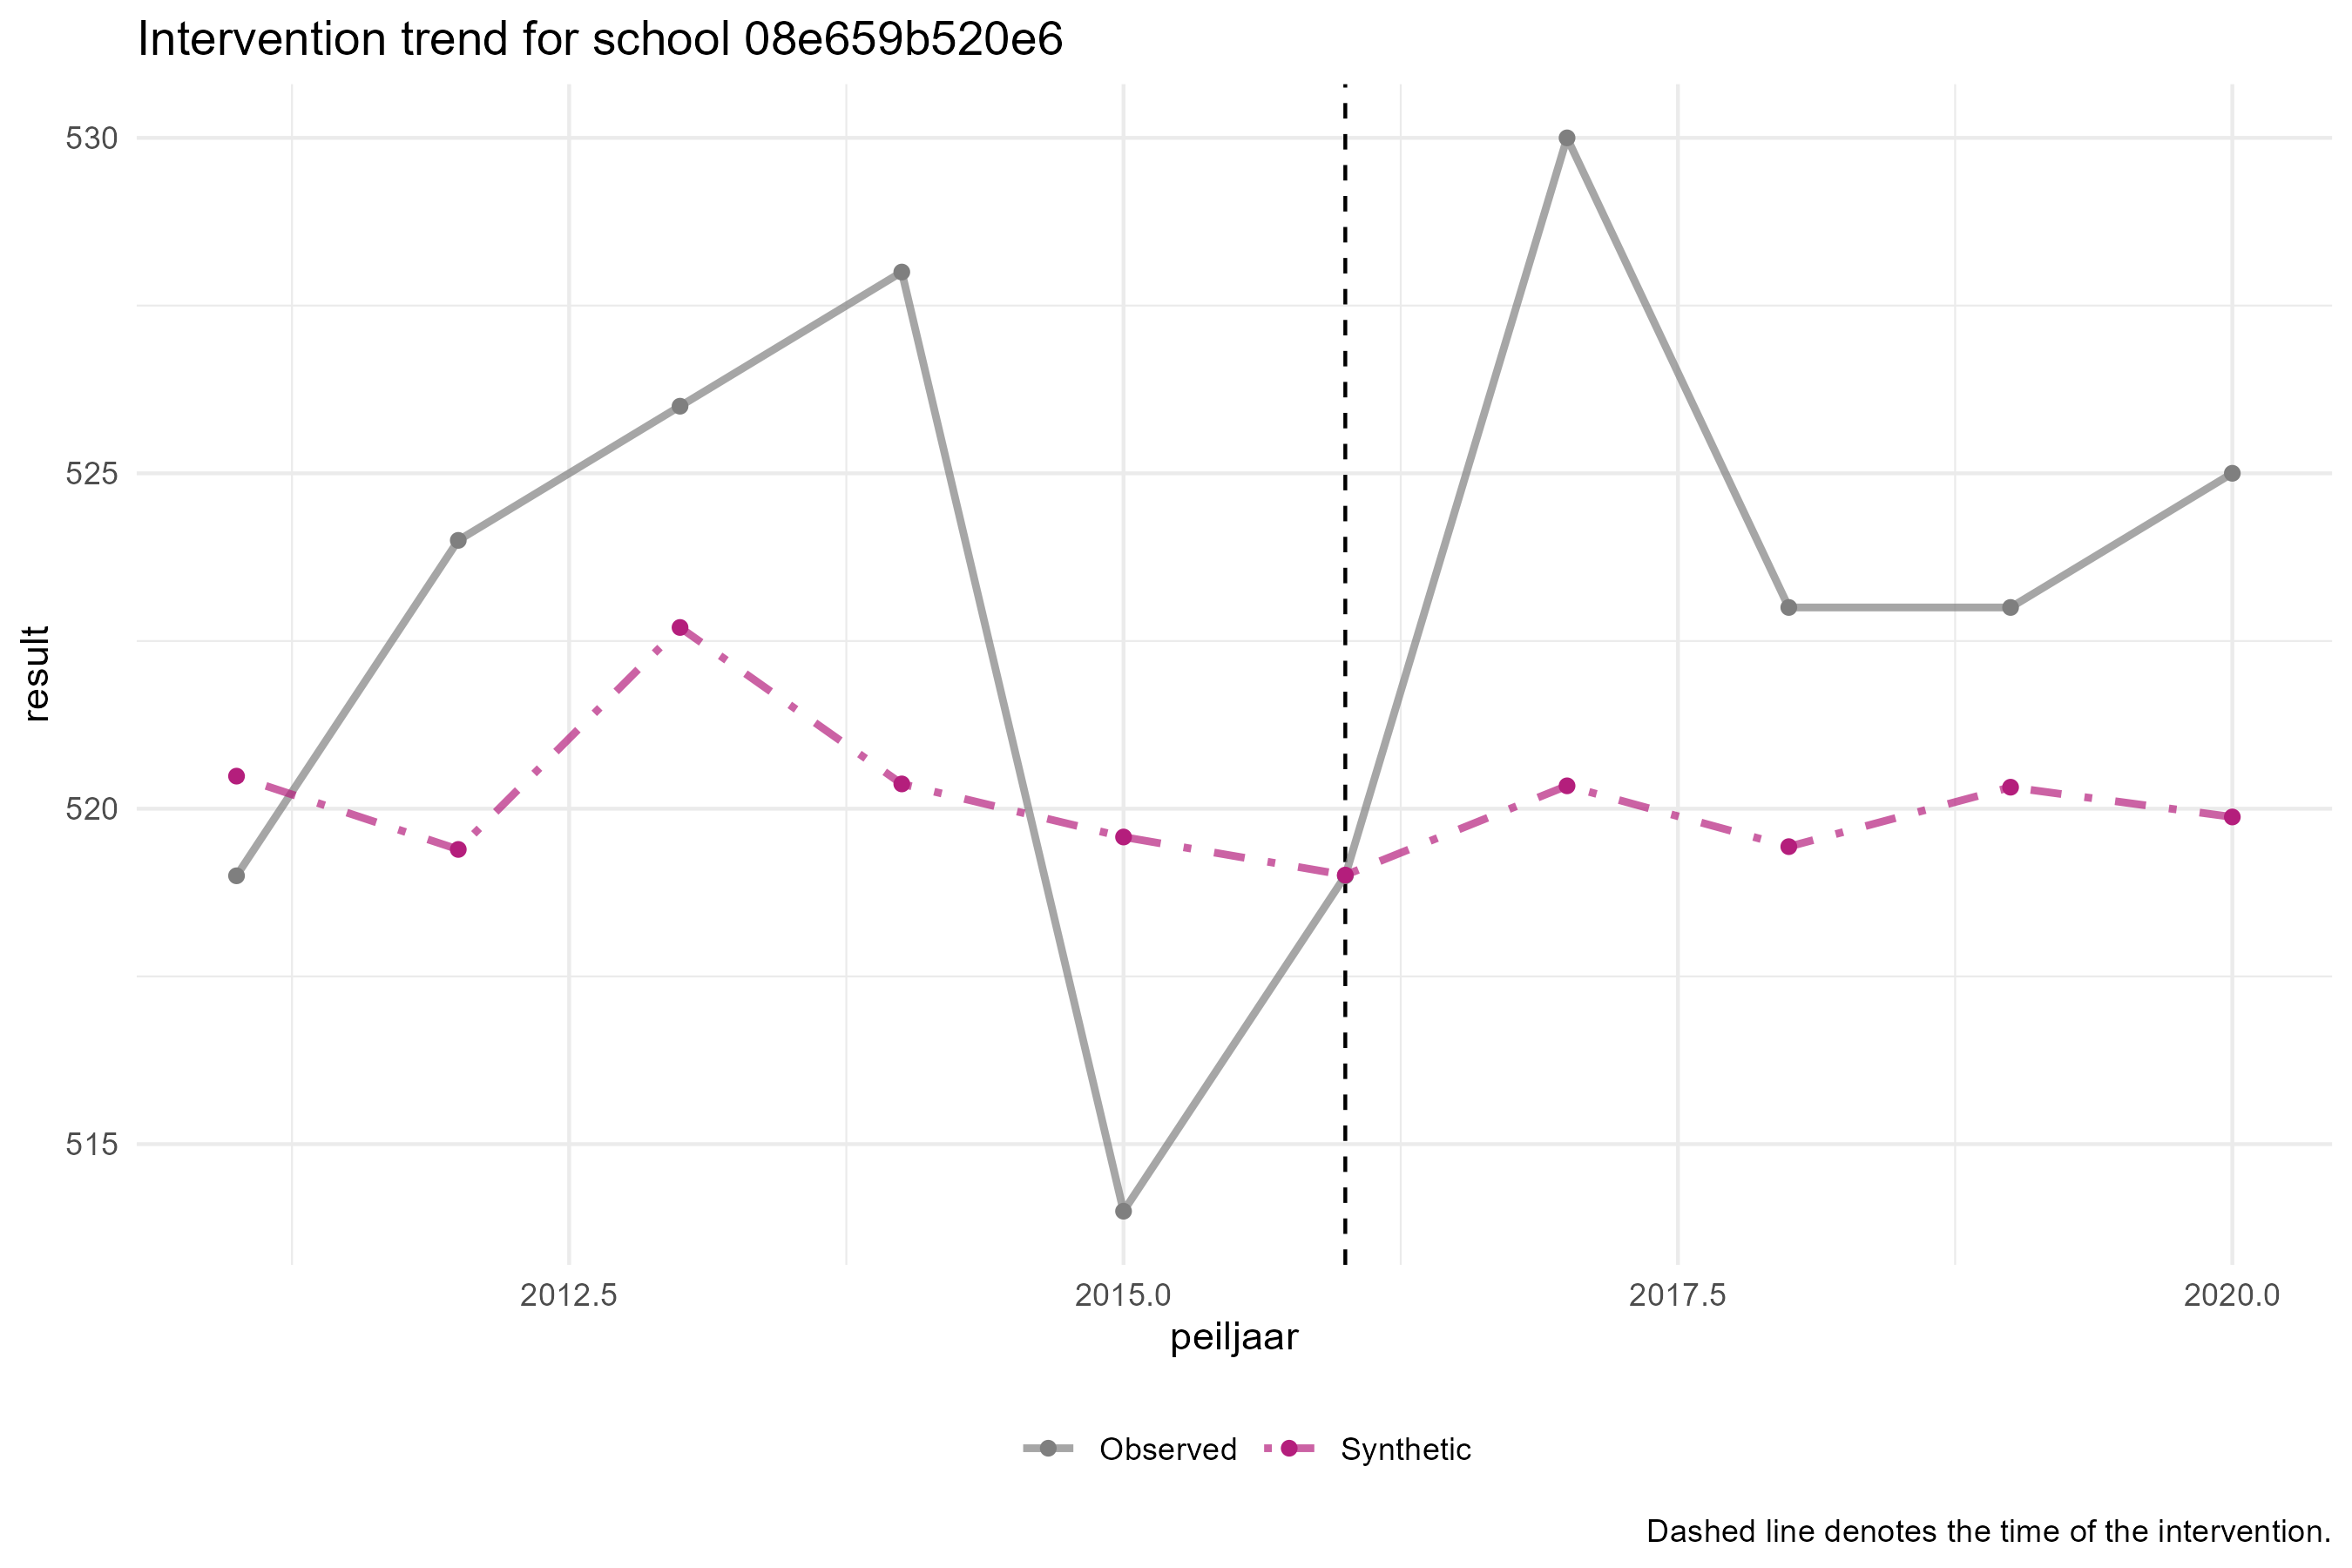 Intervention trend for school 08e659b520e6
530
525
520
515
result
2012.5 2015.0 2017.5 2020.0
peiljaar
Observed Synthetic
Dashed line denotes the time of the intervention.